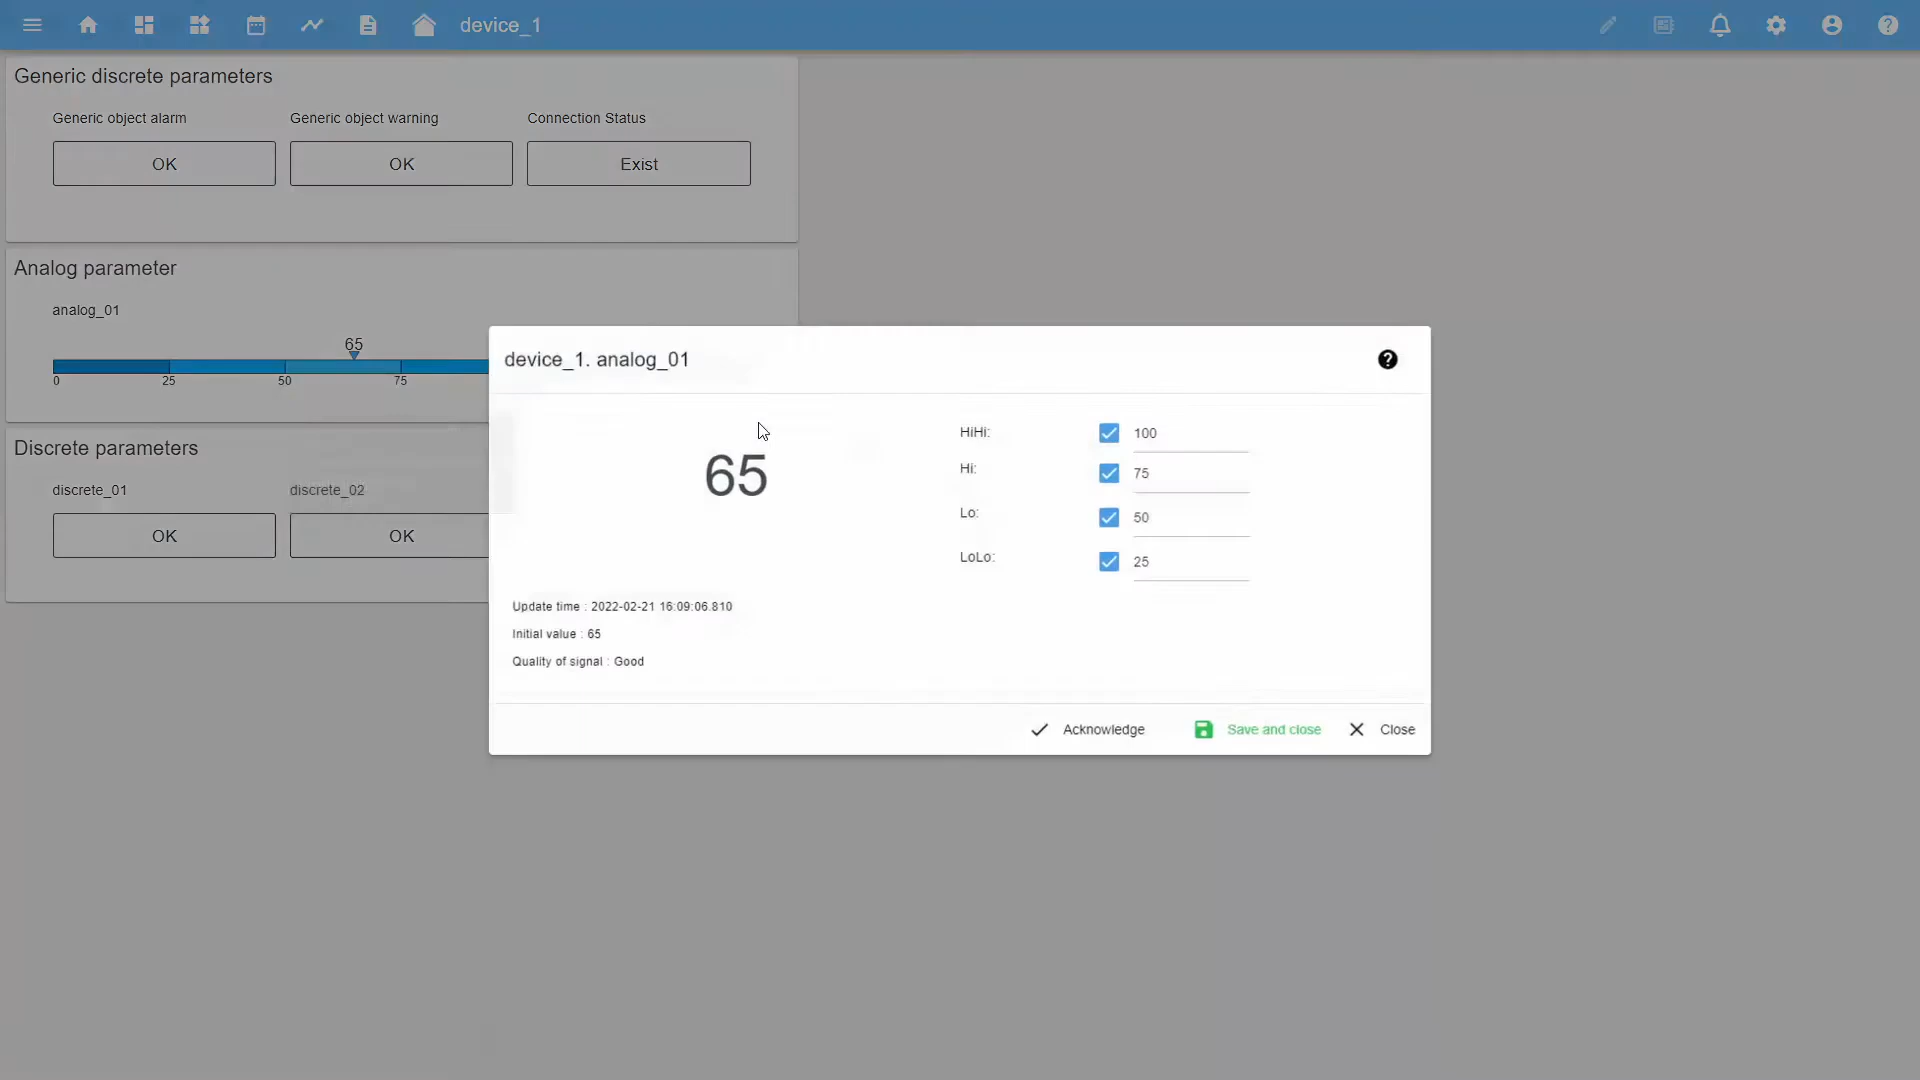 device_1
Generic discrete parameters
Generic object alarm Generic object warning Connection Status
OK OK Exist
Analog parameter
analog_01
65
0 25 50 75
Discrete parameters
discrete_01 discrete_02
OK OK
device_1. analog_01
65
HiHi: 100
Hi: 75
Lo: 50
LoLo: 25
Update time : 2022-02-21 16:09:06.810
Initial value : 65
Quality of signal : Good
Acknowledge Save and close Close